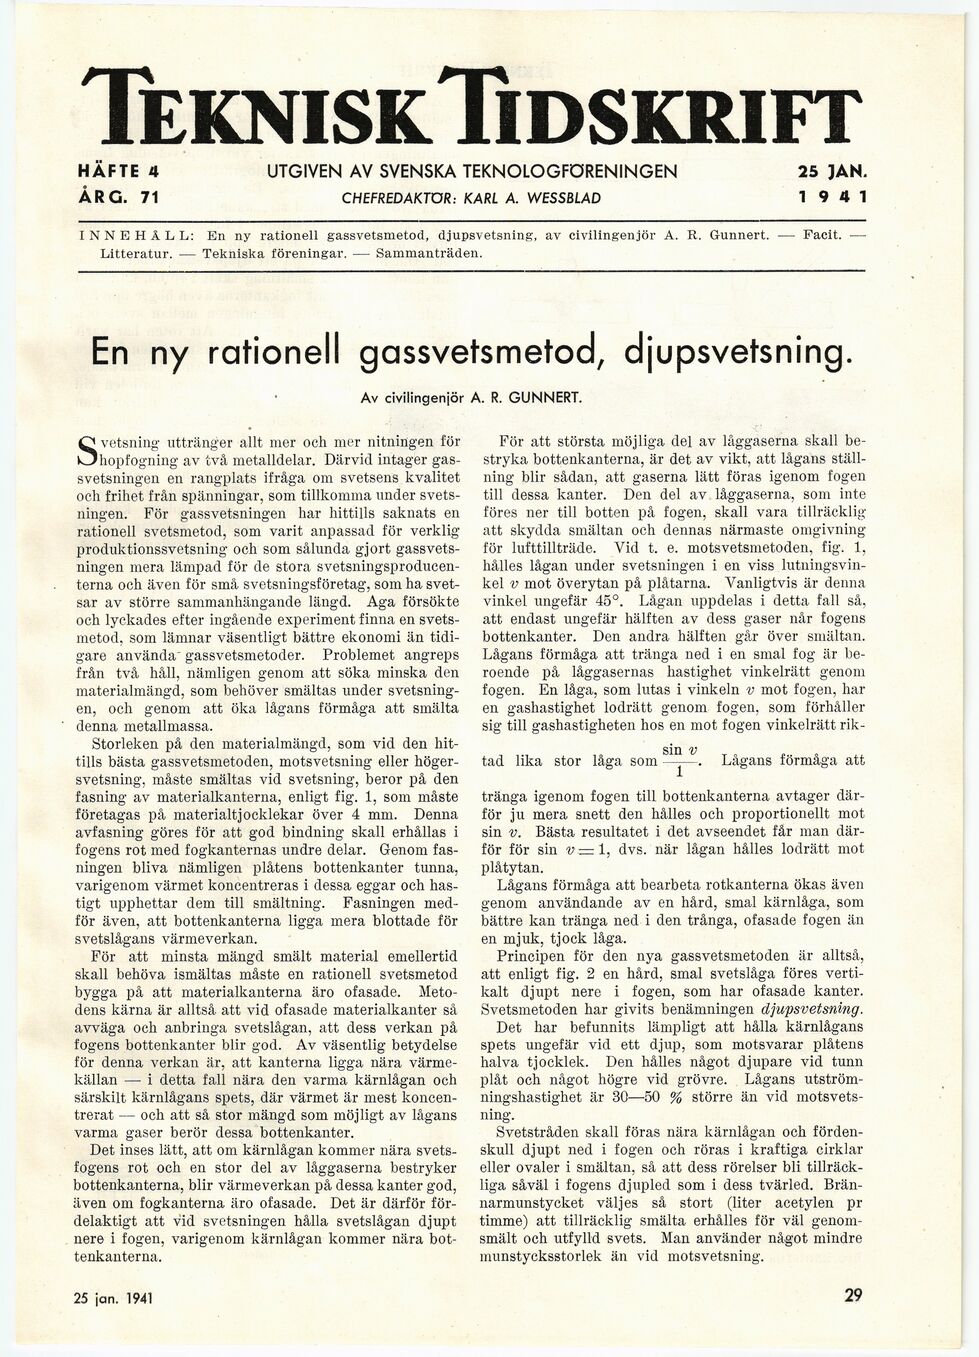 TEKNISK TIDSKRIFT
HÄFTE 4 UTGIVEN AV SVENSKA TEKNOLOGFÖRENINGEN 25 JAN.
ÅRG. 71 CHEFREDAKTÖR: KARL A. WESSBLAD 1941
INNEHÅLL: En ny rationell gassvetsmetod, djupsvetsning, av civilingenjör A. R. Gunnert. — Facit. —
Litteratur. — Tekniska föreningar. — Sammanträden.
En ny rationell gassvetsmetod, djupsvetsning.
Av civilingenjör A. R. GUNNERT.
Svetsning uttränger allt mer och mer nitningen för
hopfogning av två metalldelar. Därvid intager gas-
svetsningen en rangplats ifråga om svetsens kvalitet
och frihet från spänningar, som tillkomma under svets-
ningen. För gassvetsningen har hittills saknats en
rationell svetsmetod, som varit anpassad för verklig
produktionssvetsning och som sålunda gjort gassvets-
ningen mera lämpad för de stora svetsningsproducen-
terna och även för små svetsningsföretag, som ha svet-
sar av större sammanhängande längd. Aga försökte
och lyckades efter ingående experiment finna en svets-
metod, som lämnar väsentligt bättre ekonomi än tidi-
gare använda gassvetsmetoder. Problemet angreps
från två håll, nämligen genom att söka minska den
materialmängd, som behöver smältas under svetsning-
en, och genom att öka lågans förmåga att smälta
denna metallmassa.
Storleken på den materialmängd, som vid den hit-
tills bästa gassvetsmetoden, motsvetsning eller höger-
svetsning, måste smältas vid svetsning, beror på den
fasning av materialkanterna, enligt fig. 1, som måste
företagas på materialtjocklekar över 4 mm. Denna
avfasning göres för att god bindning skall erhållas i
fogens rot med fogkanternas undre delar. Genom fas-
ningen bliva nämligen plåtens bottenkanter tunna,
varigenom värmet koncentreras i dessa eggar och has-
tigt upphettar dem till smältning. Fasningen med-
för även, att bottenkanterna ligga mera blottade för
svetslågans värmeverkan.
För att minsta mängd smält material emellertid
skall behöva ismältas måste en rationell svetsmetod
bygga på att materialkanterna äro ofasade. Meto-
dens kärna är alltså att vid ofasade materialkanter så
avväga och anbringa svetslågan, att dess verkan på
fogens bottenkanter blir god. Av väsentlig betydelse
för denna verkan är, att kanterna ligga nära värme-
källan — i detta fall nära den varma kärnlågan och
särskilt kärnlågans spets, där värmet är mest koncen-
trerat — och att så stor mängd som möjligt av lågans
varma gaser berör dessa bottenkanter.
Det inses lätt, att om kärnlågan kommer nära svets-
fogens rot och en stor del av låggaserna bestryker
bottenkanterna, blir värmeverkan på dessa kanter god,
även om fogkanterna äro ofasade. Det är därför för-
delaktigt att vid svetsningen hålla svetslågan djupt
nere i fogen, varigenom kärnlågan kommer nära bot-
tenkanterna.
För att största möjliga del av låggaserna skall be-
stryka bottenkanterna, är det av vikt, att lågans ställ-
ning blir sådan, att gaserna lätt föras igenom fogen
till dessa kanter. Den del av låggaserna, som inte
föres ner till botten på fogen, skall vara tillräcklig
att skydda smältan och dennas närmaste omgivning
för lufttillträde. Vid t. e. motsvetsmetoden, fig. 1,
hålles lågan under svetsningen i en viss lutningsvin-
kel v mot överytan på plåtarna. Vanligtvis är denna
vinkel ungefär 45°. Lågan uppdelas i detta fall så,
att endast ungefär hälften av dess gaser når fogens
bottenkanter. Den andra hälften går över smältan.
Lågans förmåga att tränga ned i en smal fog är be-
roende på låggasernas hastighet vinkelrätt genom
fogen. En låga, som lutas i vinkeln v mot fogen, har
en gashastighet lodrätt genom fogen, som förhåller
sig till gashastigheten hos en mot fogen vinkelrätt rik-
tad lika stor låga som sin v / 1. Lågans förmåga att
tränga igenom fogen till bottenkanterna avtager där-
för ju mera snett den hålles och proportionellt mot
sin v. Bästa resultatet i det avseendet får man där-
för för sin v = 1, dvs. när lågan hålles lodrätt mot
plåtytan.
Lågans förmåga att bearbeta rotkanterna ökas även
genom användande av en hård, smal kärnlåga, som
bättre kan tränga ned i den trånga, ofasade fogen än
en mjuk, tjock låga.
Principen för den nya gassvetsmetoden är alltså,
att enligt fig. 2 en hård, smal svetslåga föres verti-
kalt djupt nere i fogen, som har ofasade kanter.
Svetsmetoden har givits benämningen djupsvetsning.
Det har befunnits lämpligt att hålla kärnlågans
spets ungefär vid ett djup, som motsvarar plåtens
halva tjocklek. Den hålles något djupare vid tunn
plåt och något högre vid grövre. Lågans utström-
ningshastighet är 30—50 % större än vid motsvets-
ning.
Svetstråden skall föras nära kärnlågan och förden-
skull djupt ned i fogen och röras i kraftiga cirklar
eller ovaler i smältan, så att dess rörelser bli tillräck-
liga såväl i fogens djupled som i dess tvärled. Brän-
narmunstycket väljes så stort (liter acetylen pr
timme) att tillräcklig smälta erhålles för väl genom-
smält och utfylld svets. Man använder något mindre
munstycksstorlek än vid motsvetsning.
25 jan. 1941 29